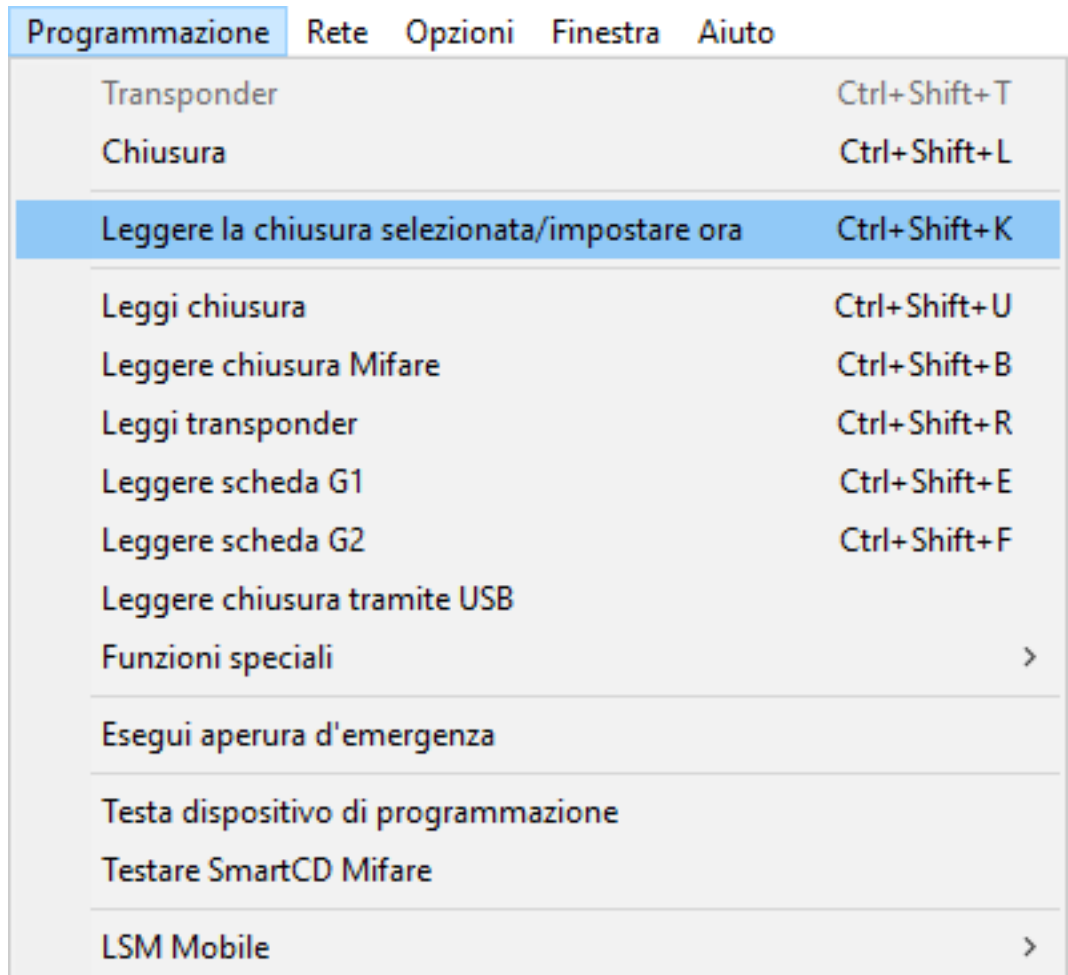 Programmazione Rete Opzioni Finestra Aiuto
Transponder Ctrl+Shift+T
Chiusura Ctrl+Shift+L
Leggere la chiusura selezionata/impostare ora Ctrl+Shift+K
Leggi chiusura Ctrl+Shift+U
Leggere chiusura Mifare Ctrl+Shift+B
Leggi transponder Ctrl+Shift+R
Leggere scheda G1 Ctrl+Shift+E
Leggere scheda G2 Ctrl+Shift+F
Leggere chiusura tramite USB
Funzioni speciali
Esegui aperura d'emergenza
Testa dispositivo di programmazione
Testare SmartCD Mifare
LSM Mobile